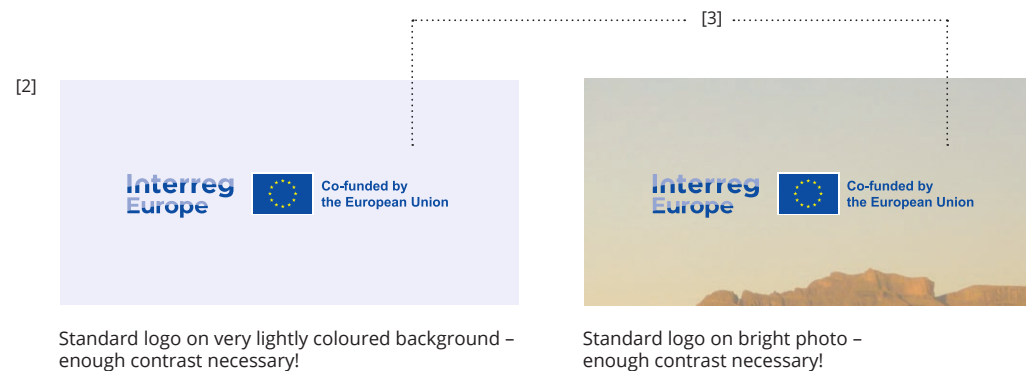 [3]
[2]
Interreg
Europe
Co-funded by
the European Union
Interreg
Europe
Co-funded by
the European Union
Standard logo on very lightly coloured background –
enough contrast necessary!
Standard logo on bright photo –
enough contrast necessary!